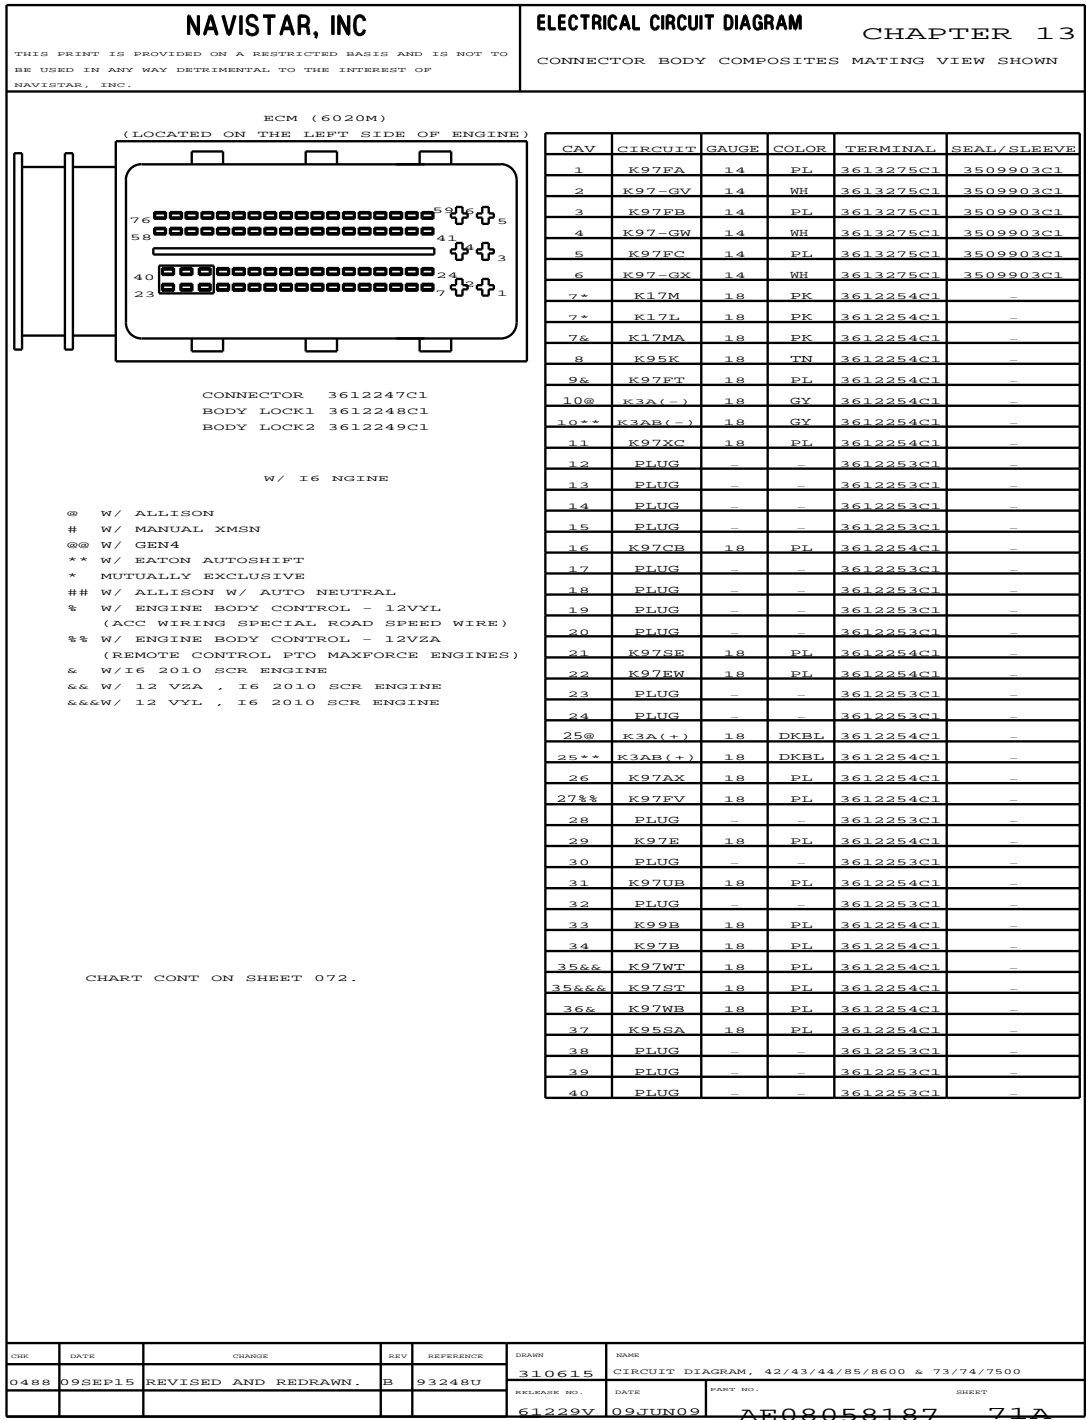 NAVISTAR, INC
THIS PRINT IS PROVIDED ON A RESTRICTED BASIS AND IS NOT TO
BE USED IN ANY WAY DETRIMENTAL TO THE INTEREST OF
NAVISTAR, INC.
ELECTRICAL CIRCUIT DIAGRAM
CHAPTER 13
CONNECTOR BODY COMPOSITES MATING VIEW SHOWN
ECM (6020M)
(LOCATED ON THE LEFT SIDE OF ENGINE)
76 59 6 5
58 41 4 3
40 24 2
23 7 1
CONNECTOR 3612247C1
BODY LOCK1 3612248C1
BODY LOCK2 3612249C1
W/ I6 NGINE
@ W/ ALLISON
# W/ MANUAL XMSN
@@ W/ GEN4
** W/ EATON AUTOSHIFT
* MUTUALLY EXCLUSIVE
## W/ ALLISON W/ AUTO NEUTRAL
% W/ ENGINE BODY CONTROL - 12VYL
(ACC WIRING SPECIAL ROAD SPEED WIRE)
%% W/ ENGINE BODY CONTROL - 12VZA
(REMOTE CONTROL PTO MAXFORCE ENGINES)
& W/I6 2010 SCR ENGINE
&& W/ 12 VZA , I6 2010 SCR ENGINE
&&&W/ 12 VYL , I6 2010 SCR ENGINE
CHART CONT ON SHEET 072.
CAV CIRCUIT GAUGE COLOR TERMINAL SEAL/SLEEVE
1 K97FA 14 PL 3613275C1 3509903C1
2 K97-GV 14 WH 3613275C1 3509903C1
3 K97FB 14 PL 3613275C1 3509903C1
4 K97-GW 14 WH 3613275C1 3509903C1
5 K97FC 14 PL 3613275C1 3509903C1
6 K97-GX 14 WH 3613275C1 3509903C1
7* K17M 18 PK 3612254C1 -
7* K17L 18 PK 3612254C1 -
7& K17MA 18 PK 3612254C1 -
8 K95K 18 TN 3612254C1 -
9& K97FT 18 PL 3612254C1 -
10@ K3A(-) 18 GY 3612254C1 -
10** K3AB(-) 18 GY 3612254C1 -
11 K97XC 18 PL 3612254C1 -
12 PLUG - - 3612253C1 -
13 PLUG - - 3612253C1 -
14 PLUG - - 3612253C1 -
15 PLUG - - 3612253C1 -
16 K97CB 18 PL 3612254C1 -
17 PLUG - - 3612253C1 -
18 PLUG - - 3612253C1 -
19 PLUG - - 3612253C1 -
20 PLUG - - 3612253C1 -
21 K97SE 18 PL 3612254C1 -
22 K97EW 18 PL 3612254C1 -
23 PLUG - - 3612253C1 -
24 PLUG - - 3612253C1 -
25@ K3A(+) 18 DKBL 3612254C1 -
25** K3AB(+) 18 DKBL 3612254C1 -
26 K97AX 18 PL 3612254C1 -
27%% K97FV 18 PL 3612254C1 -
28 PLUG - - 3612253C1 -
29 K97E 18 PL 3612254C1 -
30 PLUG - - 3612253C1 -
31 K97UB 18 PL 3612254C1 -
32 PLUG - - 3612253C1 -
33 K99B 18 PL 3612254C1 -
34 K97B 18 PL 3612254C1 -
35&& K97WT 18 PL 3612254C1 -
35&&& K97ST 18 PL 3612254C1 -
36& K97WB 18 PL 3612254C1 -
37 K95SA 18 PL 3612254C1 -
38 PLUG - - 3612253C1 -
39 PLUG - - 3612253C1 -
40 PLUG - - 3612253C1 -
CHK DATE CHANGE REV REFERENCE
0488 09SEP15 REVISED AND REDRAWN. B 93248U
DRAWN NAME
310615 CIRCUIT DIAGRAM, 42/43/44/85/8600 & 73/74/7500
RELEASE NO. DATE PART NO. SHEET
61229V 09JUN09 AE08058187 71A